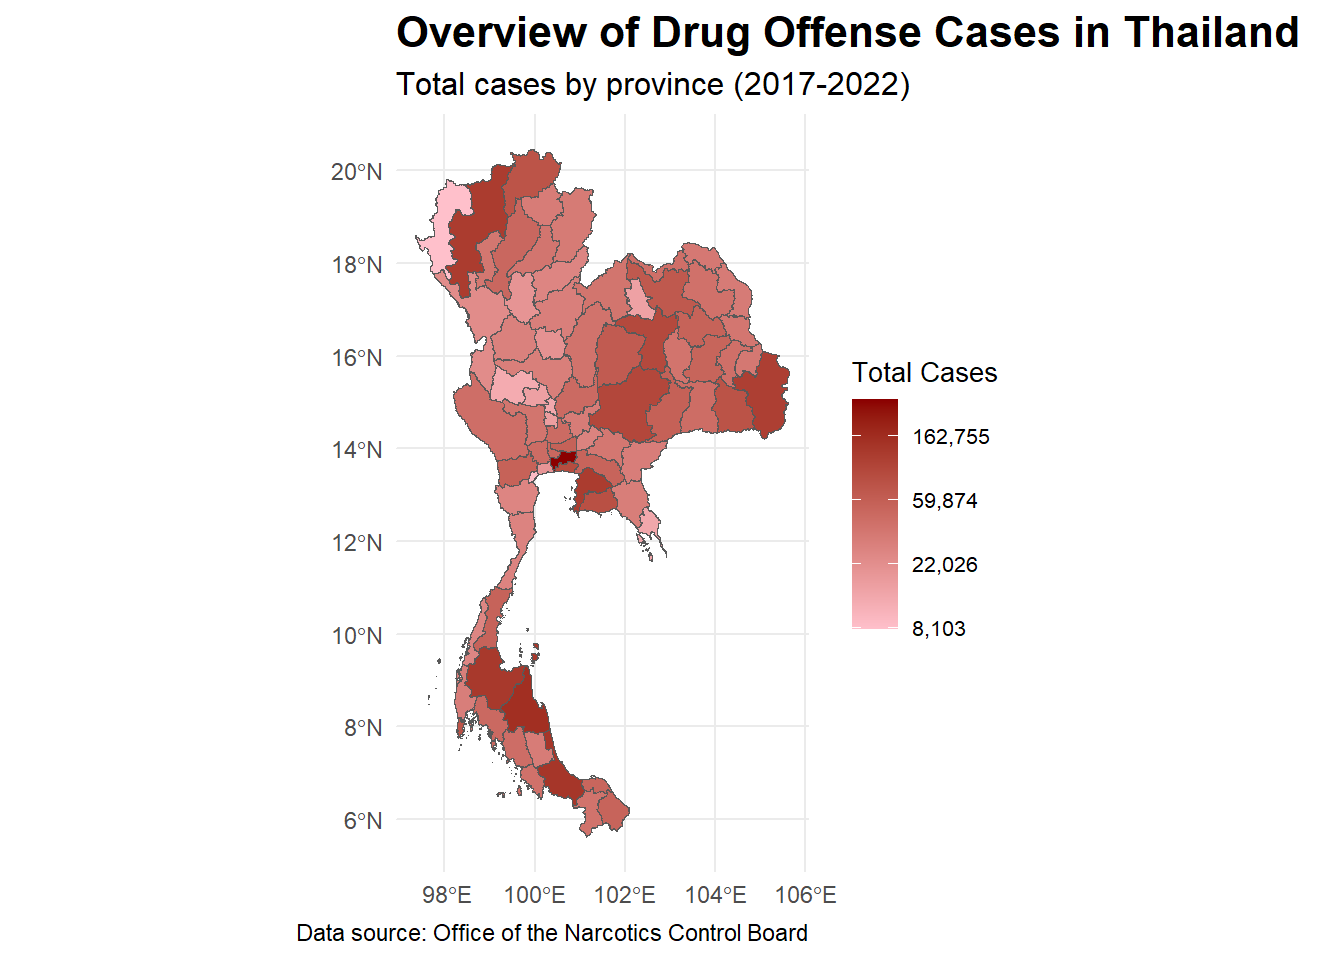 Overview of Drug Offense Cases in Thailand
Total cases by province (2017-2022)
20°N
18°N
16°N
14°N
12°N
10°N
8°N
6°N
98°E
100°E
102°E
104°E
106°E
Total Cases
162,755
59,874
22,026
8,103
Data source: Office of the Narcotics Control Board